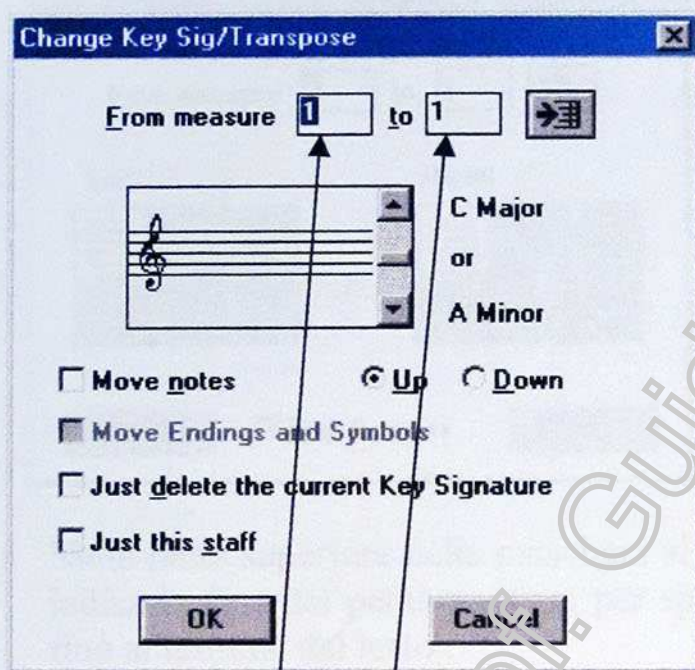 Change Key Sig/Transpose
From measure 1 to 1
C Major
or
A Minor
Move notes Up Down
Move Endings and Symbols
Just delete the current Key Signature
Just this staff
OK Cancel